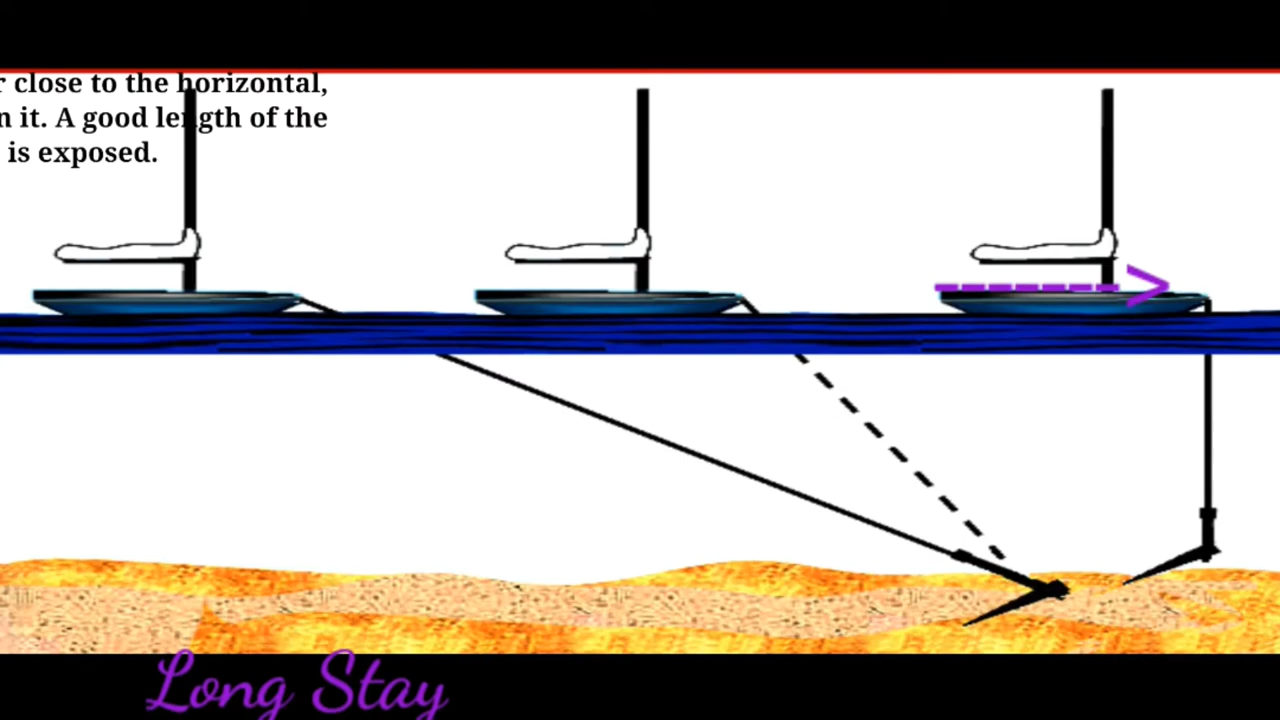 r close to the horizontal,
n it. A good length of the
is exposed.
Long Stay